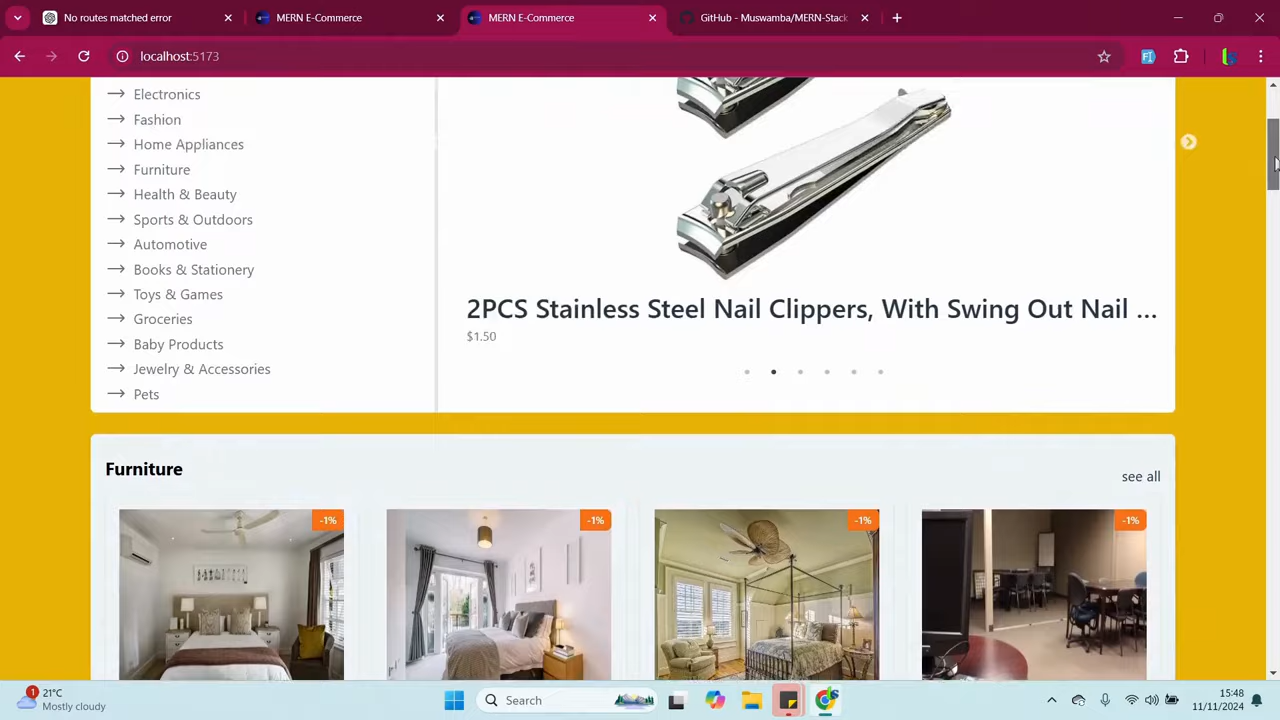 No routes matched error
MERN E-Commerce
MERN E-Commerce
GitHub - Muswamba/MERN-Stack
localhost:5173
Electronics
Fashion
Home Appliances
Furniture
Health & Beauty
Sports & Outdoors
Automotive
Books & Stationery
Toys & Games
Groceries
Baby Products
Jewelry & Accessories
Pets
2PCS Stainless Steel Nail Clippers, With Swing Out Nail ...
$1.50
Furniture
see all
-1%
-1%
-1%
-1%
1
21°C
Mostly cloudy
Search
15:48
11/11/2024